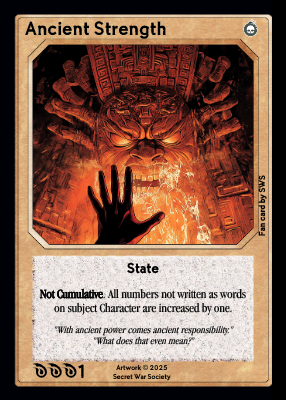 Ancient Strength
Fan card by SWS
State
Not Cumulative. All numbers not written as words
on subject Character are increased by one.
"With ancient power comes ancient responsibility."
"What does that even mean?"
Artwork © 2025
Secret War Society
1